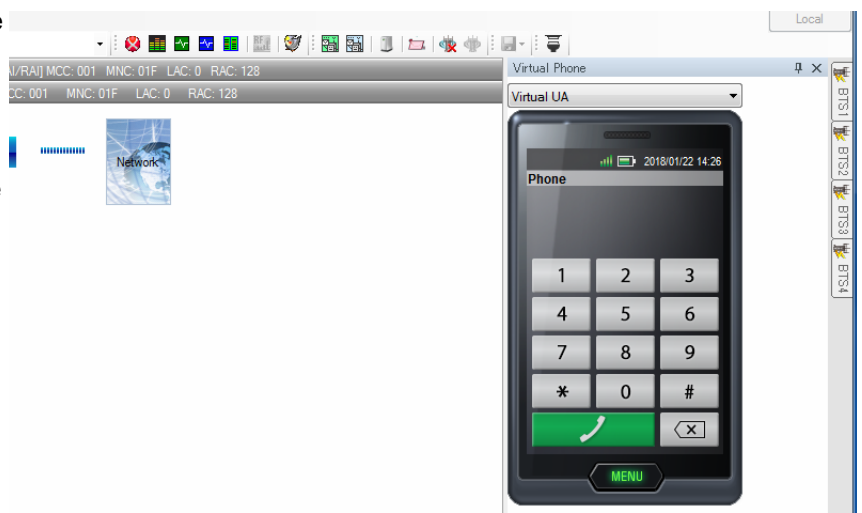 e
Local
AI/RAI] MCC: 001 MNC: 01F LAC: 0 RAC: 128
CC: 001 MNC: 01F LAC: 0 RAC: 128
Network
e
Virtual Phone
Virtual UA
2018/01/22 14:26
Phone
1 2 3
4 5 6
7 8 9
* 0 #
MENU
BTS1
BTS2
BTS3
BTS4